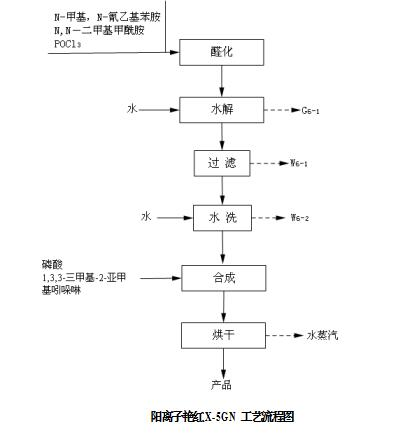 N-甲基，N-氰乙基苯胺
N,N-二甲基甲酰胺
POCl₃
醛化
水
水解
G₆₋₁
过 滤
W₆₋₁
水
水 洗
W₆₋₂
磷酸
1,3,3-三甲基-2-亚甲
基吲哚啉
合成
烘干
水蒸汽
产品
阳离子艳红X-5GN 工艺流程图